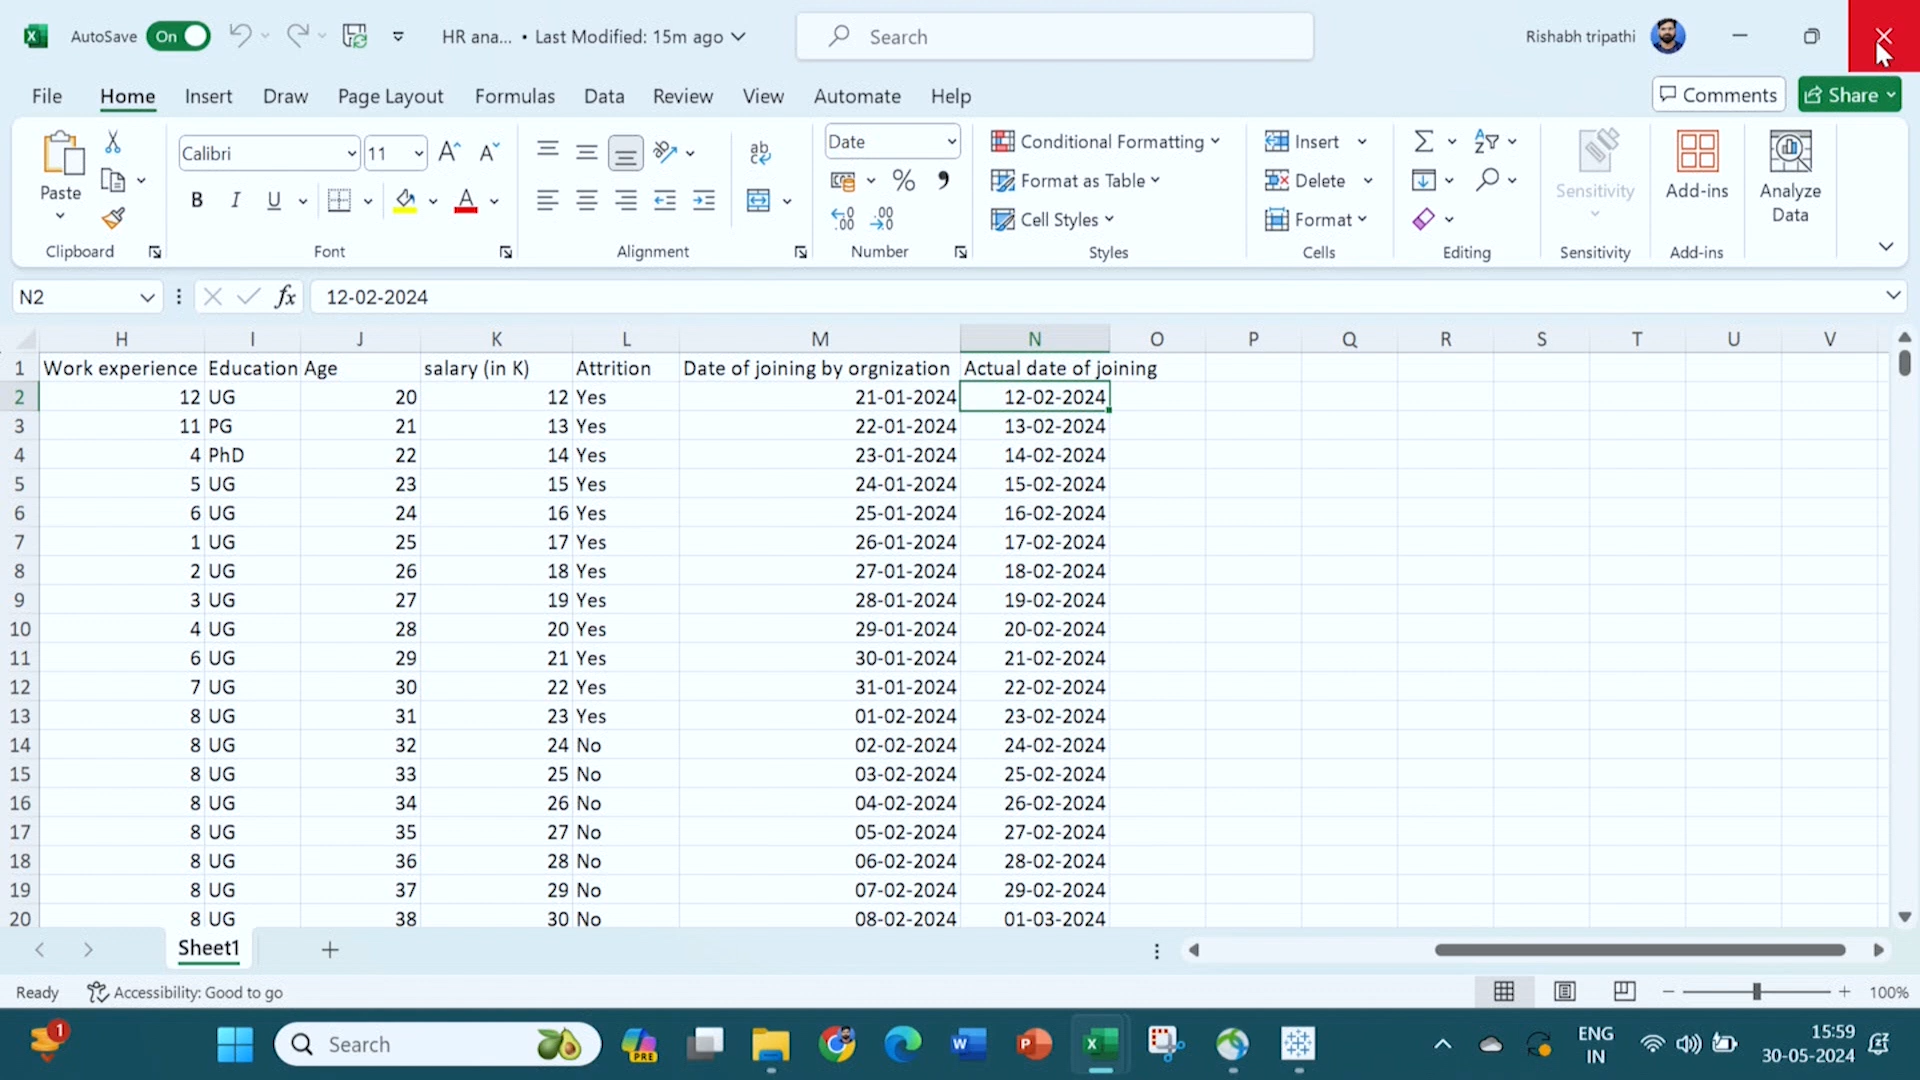 AutoSave On HR ana... • Last Modified: 15m ago Search Rishabh tripathi
File Home Insert Draw Page Layout Formulas Data Review View Automate Help Comments Share
Paste Calibri 11 Date Conditional Formatting Insert Sensitivity Add-ins Analyze Data
B I U ab % Format as Table Delete
A Cell Styles Format
Clipboard Font Alignment Number Styles Cells Editing Sensitivity Add-ins
N2 fx 12-02-2024
H I J K L M N O P Q R S T U V
1 Work experience Education Age salary (in K) Attrition Date of joining by orgnization Actual date of joining
2 12 UG 20 12 Yes 21-01-2024 12-02-2024
3 11 PG 21 13 Yes 22-01-2024 13-02-2024
4 4 PhD 22 14 Yes 23-01-2024 14-02-2024
5 5 UG 23 15 Yes 24-01-2024 15-02-2024
6 6 UG 24 16 Yes 25-01-2024 16-02-2024
7 1 UG 25 17 Yes 26-01-2024 17-02-2024
8 2 UG 26 18 Yes 27-01-2024 18-02-2024
9 3 UG 27 19 Yes 28-01-2024 19-02-2024
10 4 UG 28 20 Yes 29-01-2024 20-02-2024
11 6 UG 29 21 Yes 30-01-2024 21-02-2024
12 7 UG 30 22 Yes 31-01-2024 22-02-2024
13 8 UG 31 23 Yes 01-02-2024 23-02-2024
14 8 UG 32 24 No 02-02-2024 24-02-2024
15 8 UG 33 25 No 03-02-2024 25-02-2024
16 8 UG 34 26 No 04-02-2024 26-02-2024
17 8 UG 35 27 No 05-02-2024 27-02-2024
18 8 UG 36 28 No 06-02-2024 28-02-2024
19 8 UG 37 29 No 07-02-2024 29-02-2024
20 8 UG 38 30 No 08-02-2024 01-03-2024
Sheet1
Ready Accessibility: Good to go 100%
1 Search PRE ENG 15:59
IN 30-05-2024